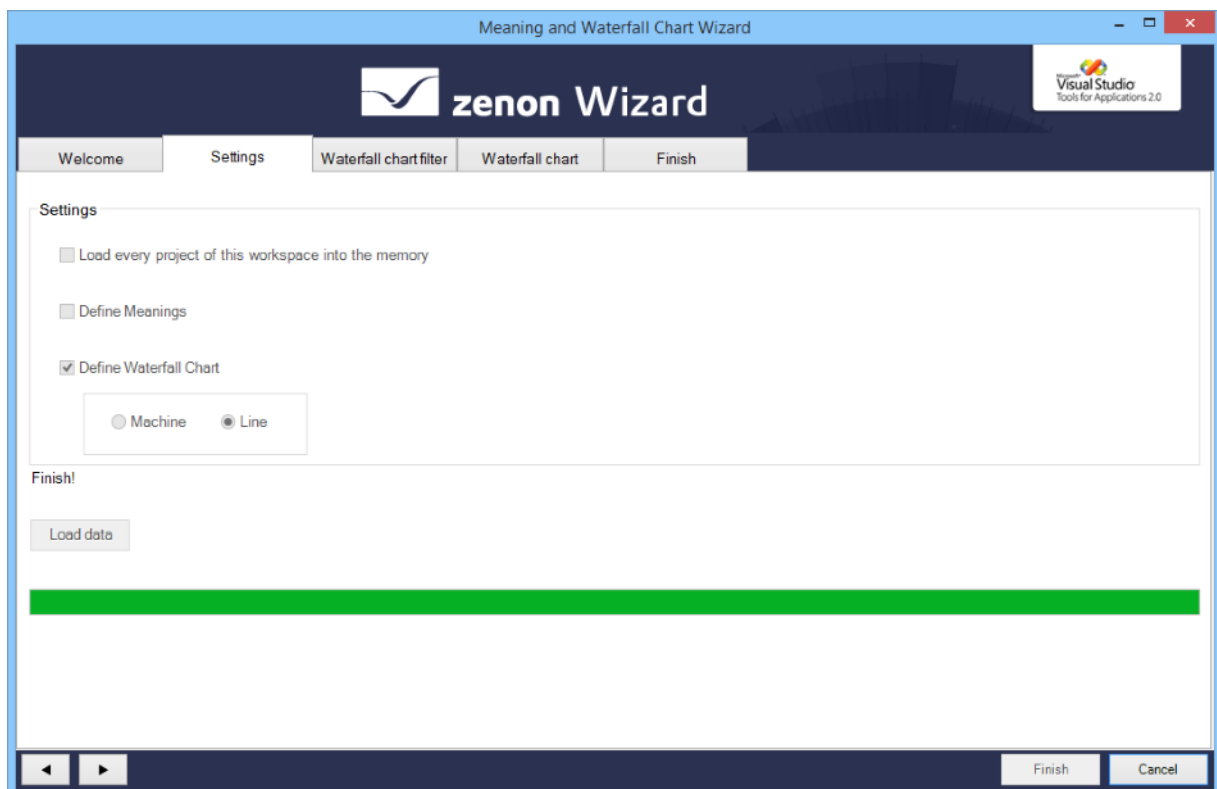 Meaning and Waterfall Chart Wizard
zenon Wizard
Microsoft
Visual Studio
Tools for Applications 2.0
Welcome
Settings
Waterfall chart filter
Waterfall chart
Finish
Settings
Load every project of this workspace into the memory
Define Meanings
Define Waterfall Chart
Machine
Line
Finish!
Load data
Finish
Cancel